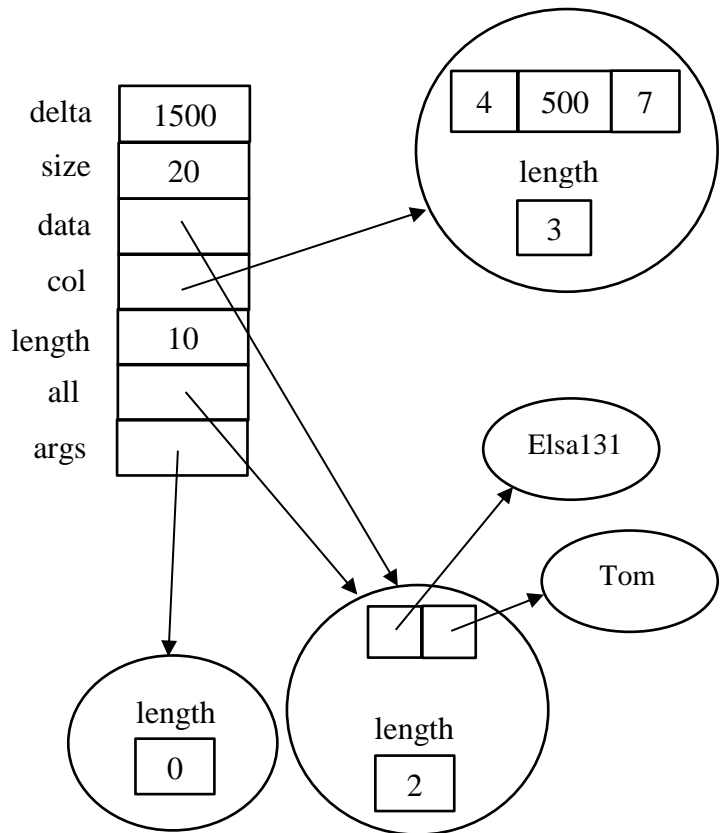 delta 1500
size 20
data
col
length 10
all
args
4 500 7
length
3
Elsa131
Tom
length
0
length
2